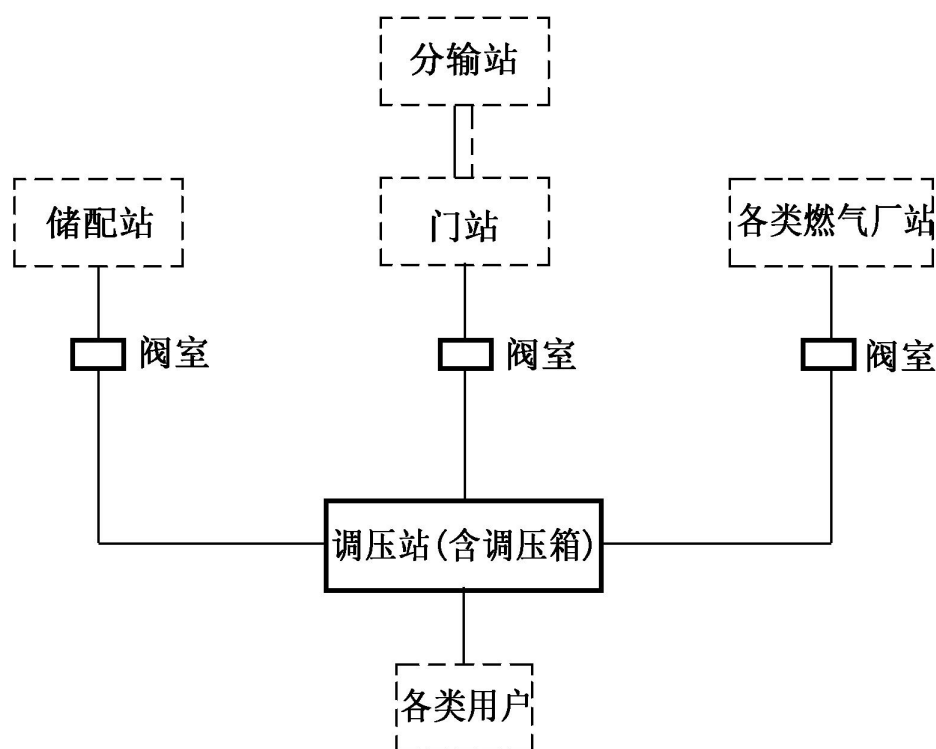 分输站
储配站
门站
各类燃气厂站
阀室
阀室
阀室
调压站(含调压箱)
各类用户